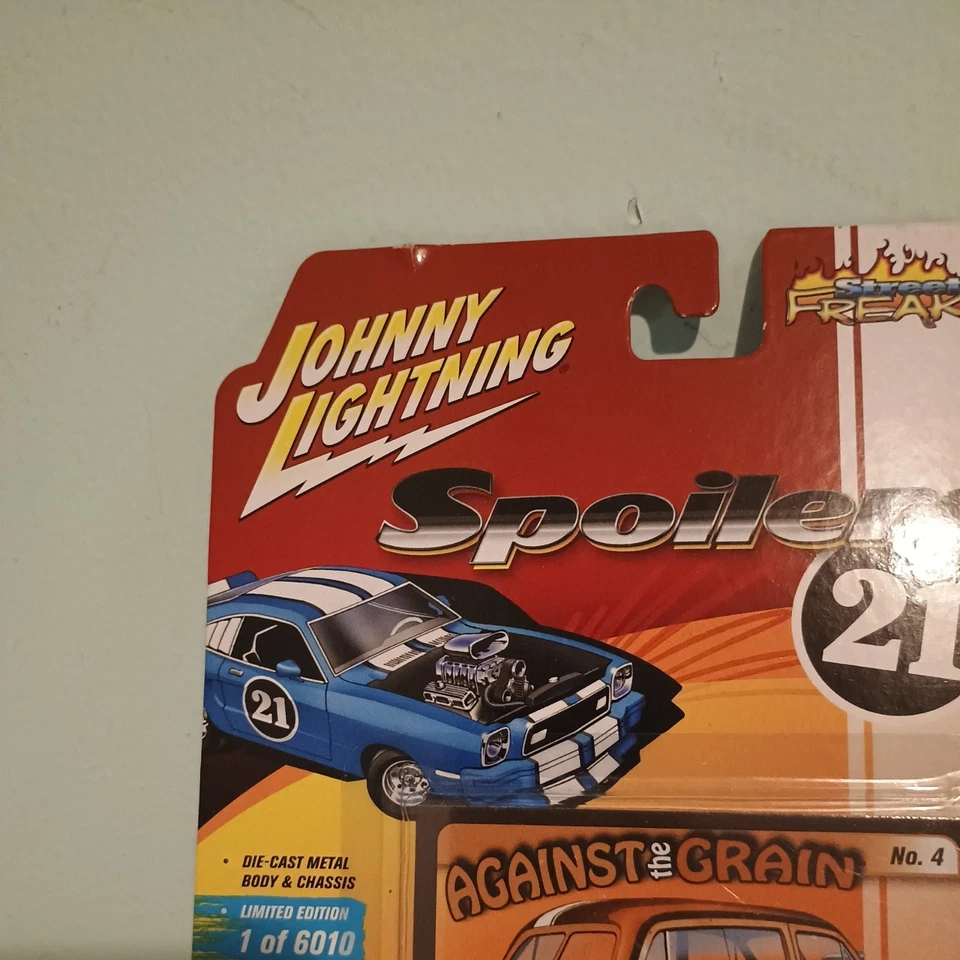 JOHNNY
LIGHTNING®
Street
FREAK
Spoiler
21
21
• DIE-CAST METAL
BODY & CHASSIS
• LIMITED EDITION
1 of 6010
AGAINST the GRAIN
No. 4